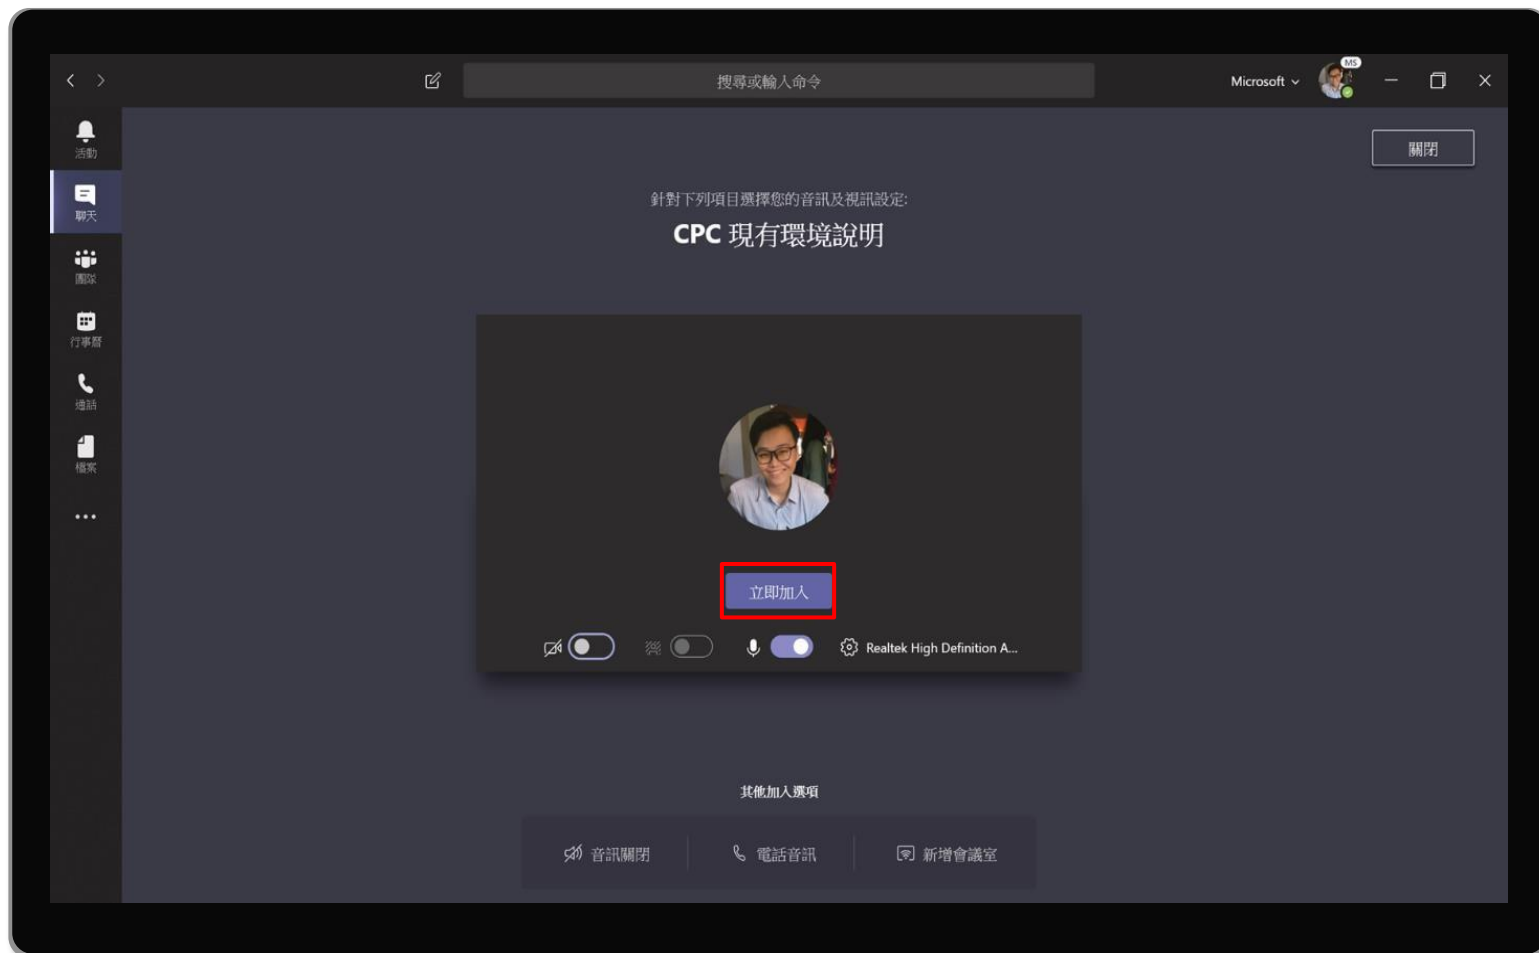 搜尋或輸入命令
Microsoft
MS
活動
聊天
團隊
行事曆
通話
檔案
關閉
針對下列項目選擇您的音訊及視訊設定:
CPC 現有環境說明
立即加入
Realtek High Definition A...
其他加入選項
音訊關閉
電話音訊
新增會議室